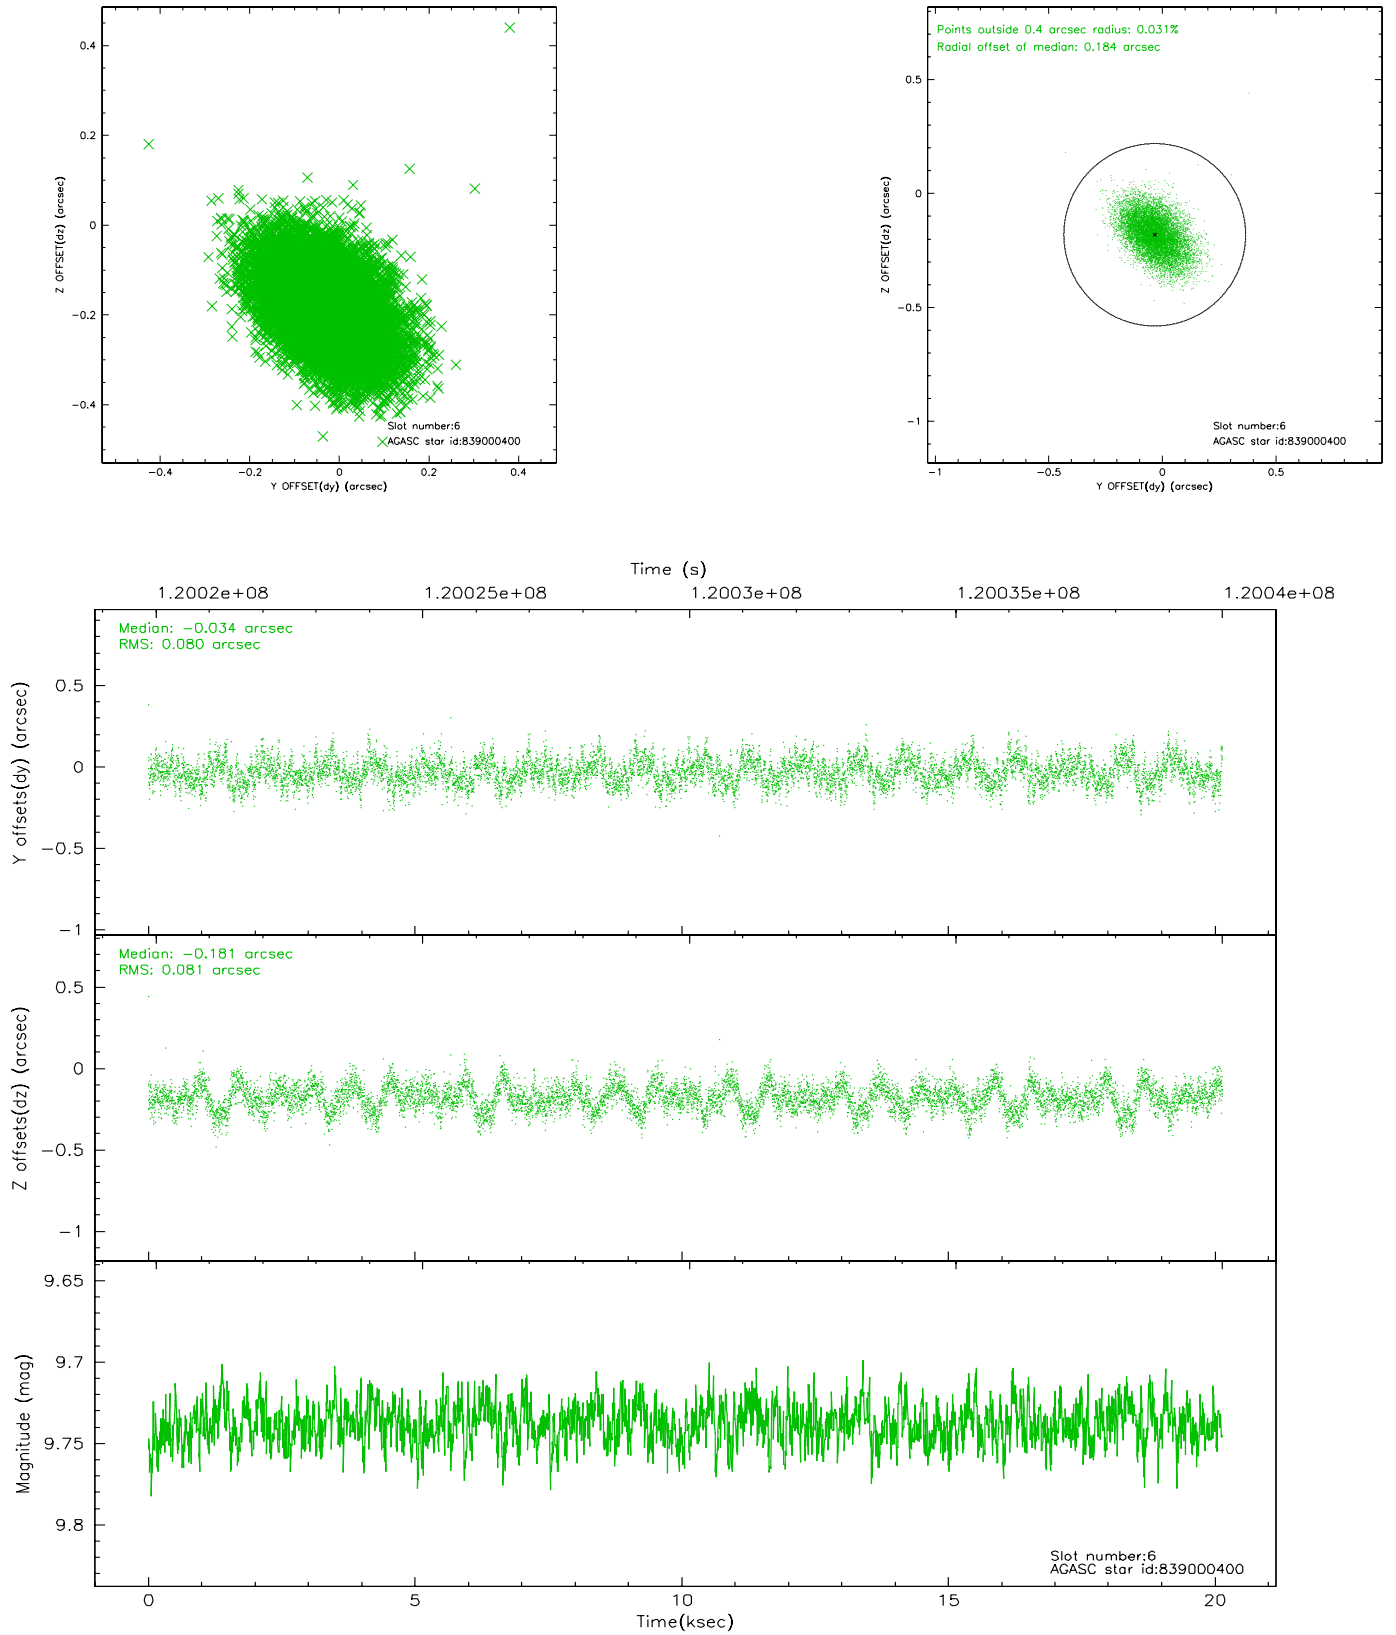 0.4
0.2
0
−0.2
−0.4
Z OFFSET(dz) (arcsec)
Slot number:6
AGASC star id:839000400
−0.4
−0.2
0
0.2
0.4
Y OFFSET(dy) (arcsec)
Points outside 0.4 arcsec radius: 0.031%
Radial offset of median: 0.184 arcsec
0.5
0
−0.5
−1
Z OFFSET(dz) (arcsec)
Slot number:6
AGASC star id:839000400
−1
−0.5
0
0.5
Y OFFSET(dy) (arcsec)
Time (s)
1.2002e+08
1.20025e+08
1.2003e+08
1.20035e+08
1.2004e+08
Median: −0.034 arcsec
RMS: 0.080 arcsec
0.5
0
−0.5
−1
Y offsets(dy) (arcsec)
Median: −0.181 arcsec
RMS: 0.081 arcsec
0.5
0
−0.5
−1
Z offsets(dz) (arcsec)
9.65
9.7
9.75
9.8
Magnitude (mag)
Slot number:6
AGASC star id:839000400
0
5
10
15
20
Time(ksec)